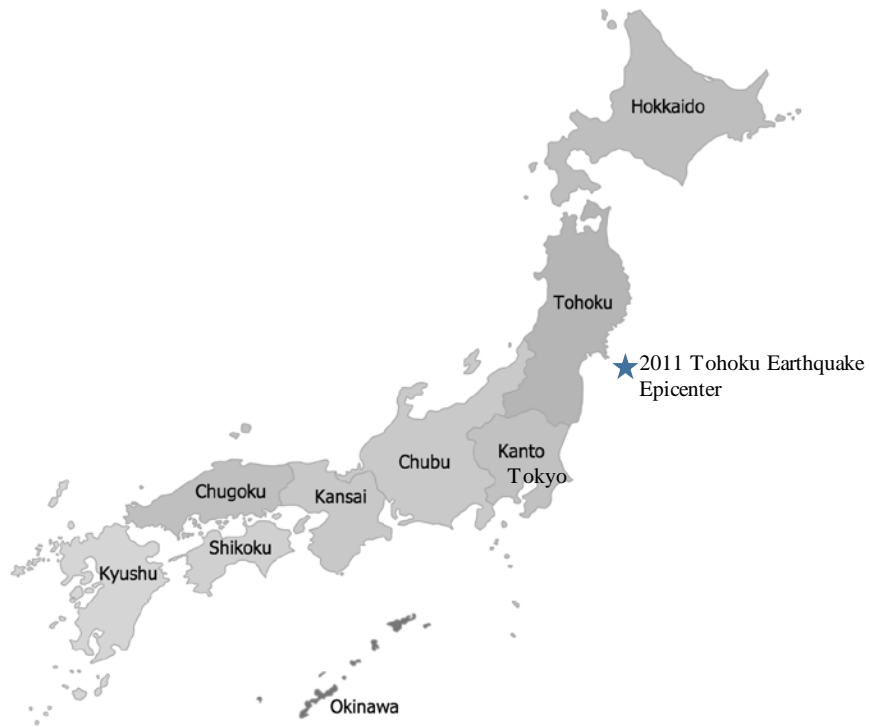 Hokkaido
Tohoku
2011 Tohoku Earthquake
Epicenter
Kanto
Tokyo
Chubu
Chugoku
Kansai
Shikoku
Kyushu
Okinawa